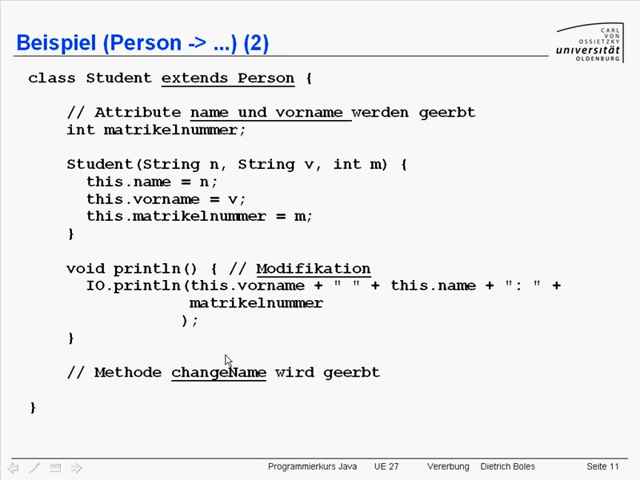 Beispiel (Person -> ...) (2)
CARL
VON
OSSIETZKY
universität
OLDENBURG
class Student extends Person {
// Attribute name und vorname werden geerbt
int matrikelnummer;
Student(String n, String v, int m) {
this.name = n;
this.vorname = v;
this.matrikelnummer = m;
}
void println() { // Modifikation
IO.println(this.vorname + " " + this.name + ": " +
matrikelnummer
);
}
// Methode changeName wird geerbt
}
Programmierkurs Java UE 27 Vererbung Dietrich Boles Seite 11